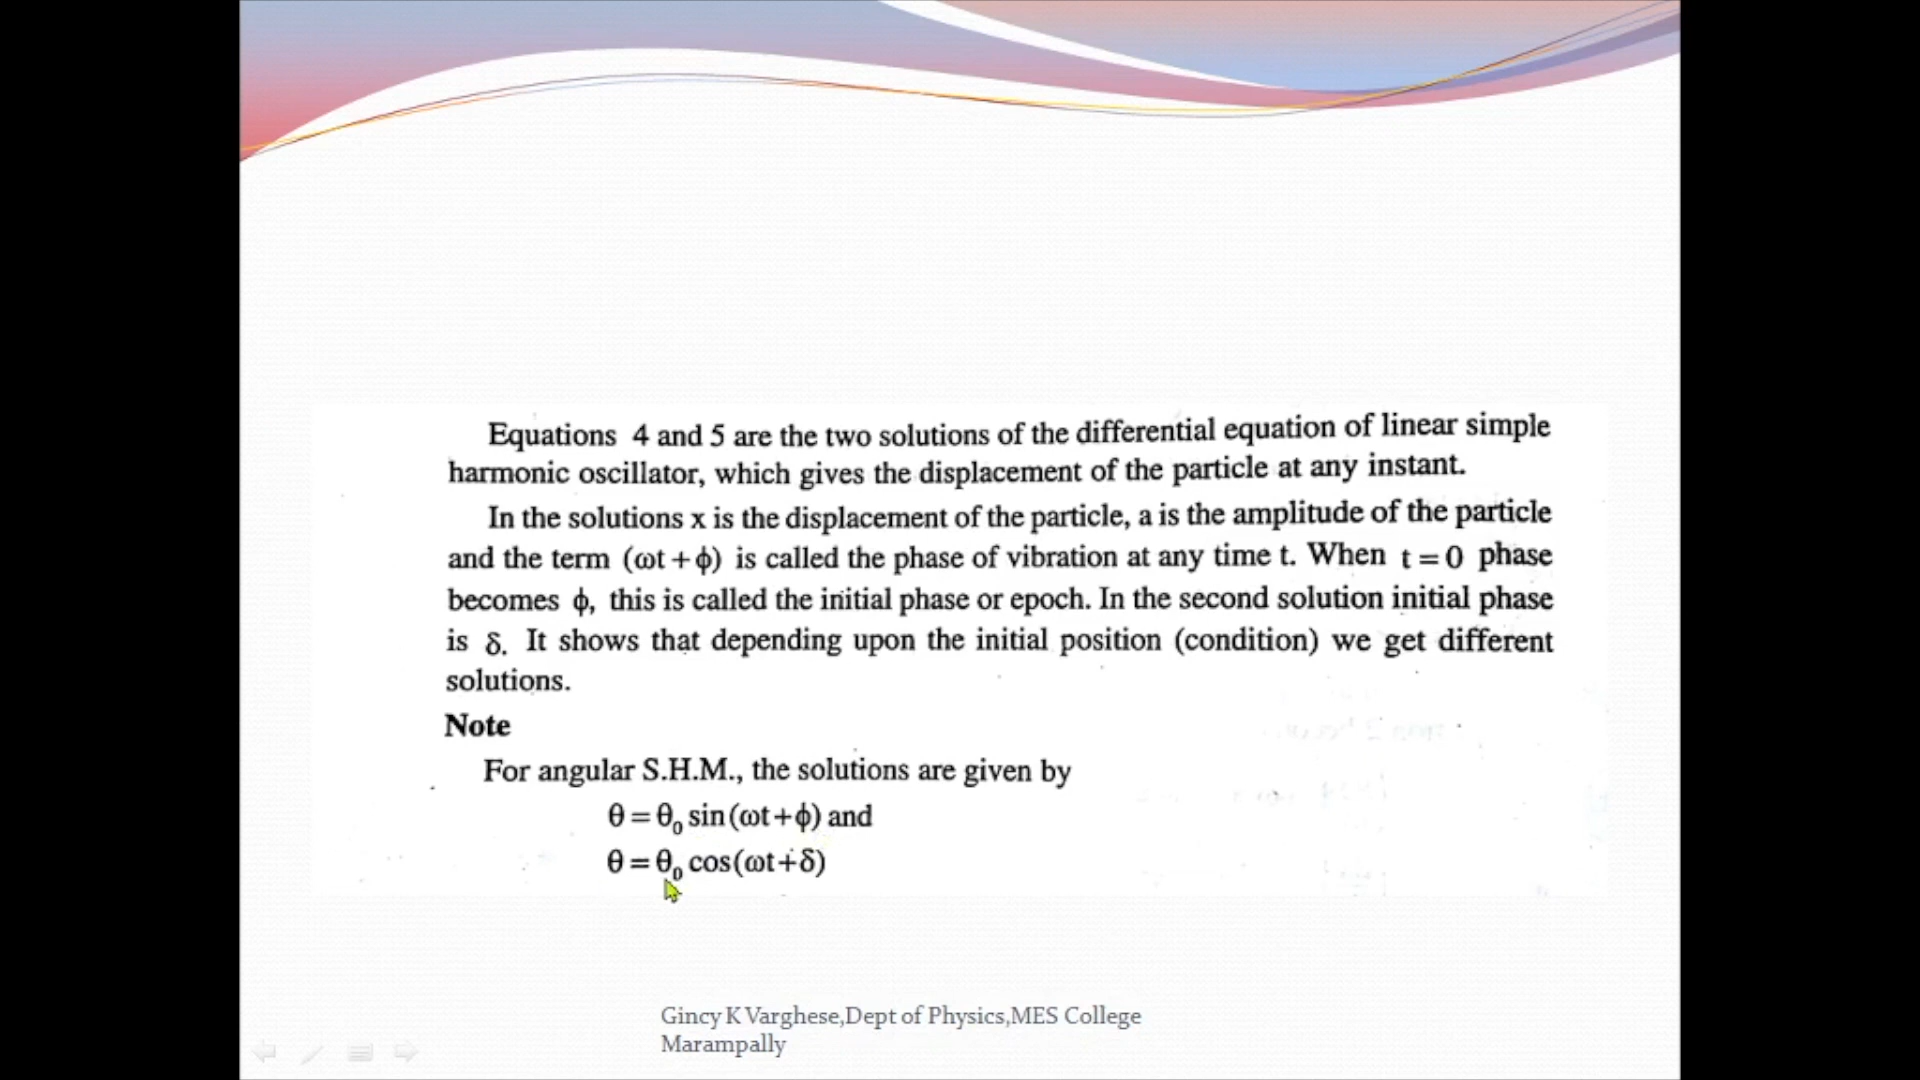 Equations 4 and 5 are the two solutions of the differential equation of linear simple
harmonic oscillator, which gives the displacement of the particle at any instant.
In the solutions x is the displacement of the particle, a is the amplitude of the particle
and the term (ωt+ϕ) is called the phase of vibration at any time t. When t=0 phase
becomes ϕ, this is called the initial phase or epoch. In the second solution initial phase
is δ. It shows that depending upon the initial position (condition) we get different
solutions.
Note
For angular S.H.M., the solutions are given by
θ=θ₀ sin(ωt+ϕ) and
θ=θ₀ cos(ωt+δ)
Gincy K Varghese,Dept of Physics,MES College
Marampally